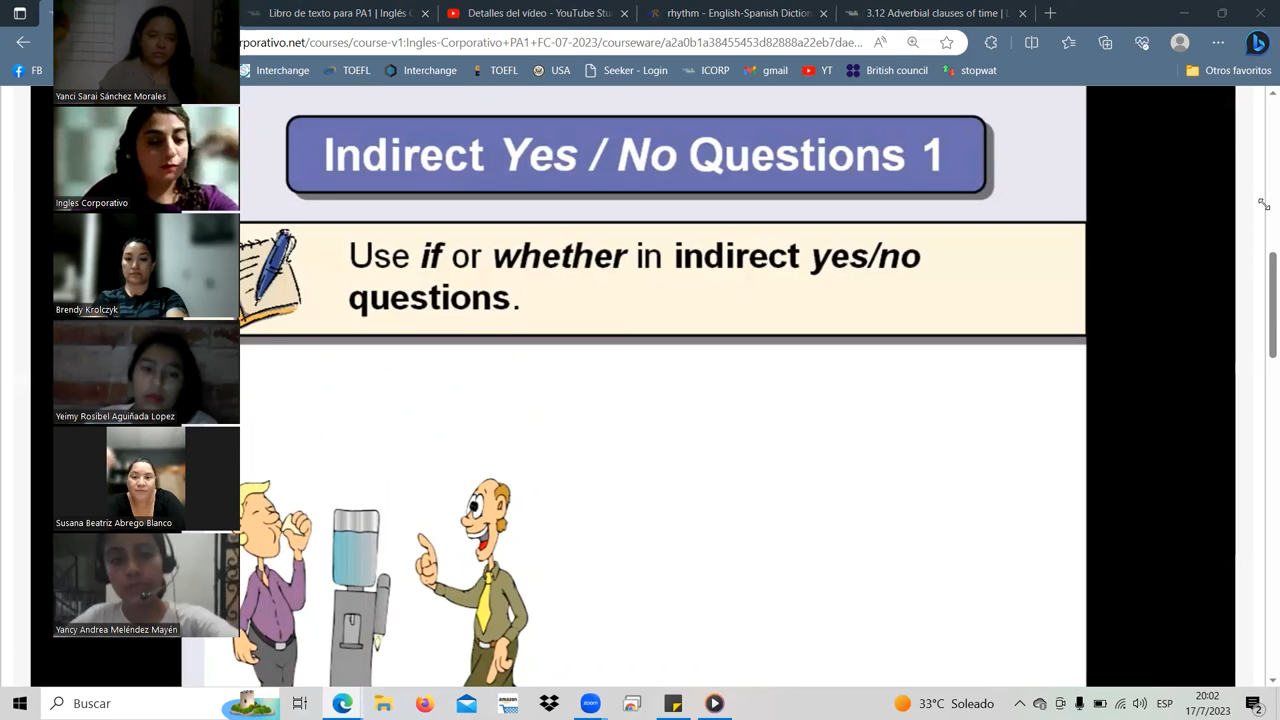 Libro de texto para PA1 | Inglés C
Detalles del vídeo - YouTube Stu
rhythm - English-Spanish Diction
3.12 Adverbial clauses of time | L
rporativo.net/courses/course-v1:Ingles-Corporativo+PA1+FC-07-2023/courseware/a2a0b1a38455453d82888a22eb7dae...
FB
Interchange
TOEFL
Interchange
TOEFL
USA
Seeker - Login
ICORP
gmail
YT
British council
stopwat
Otros favoritos
Yanci Sarai Sánchez Morales
Ingles Corporativo
Brendy Krolczyk
Yeimy Rosibel Aguiñada Lopez
Susana Beatriz Abrego Blanco
Yancy Andrea Meléndez Mayén
Indirect Yes / No Questions 1
Use if or whether in indirect yes/no
questions.
Buscar
amazon
zoom
33°C Soleado
ESP
20:02
17/7/2023
2